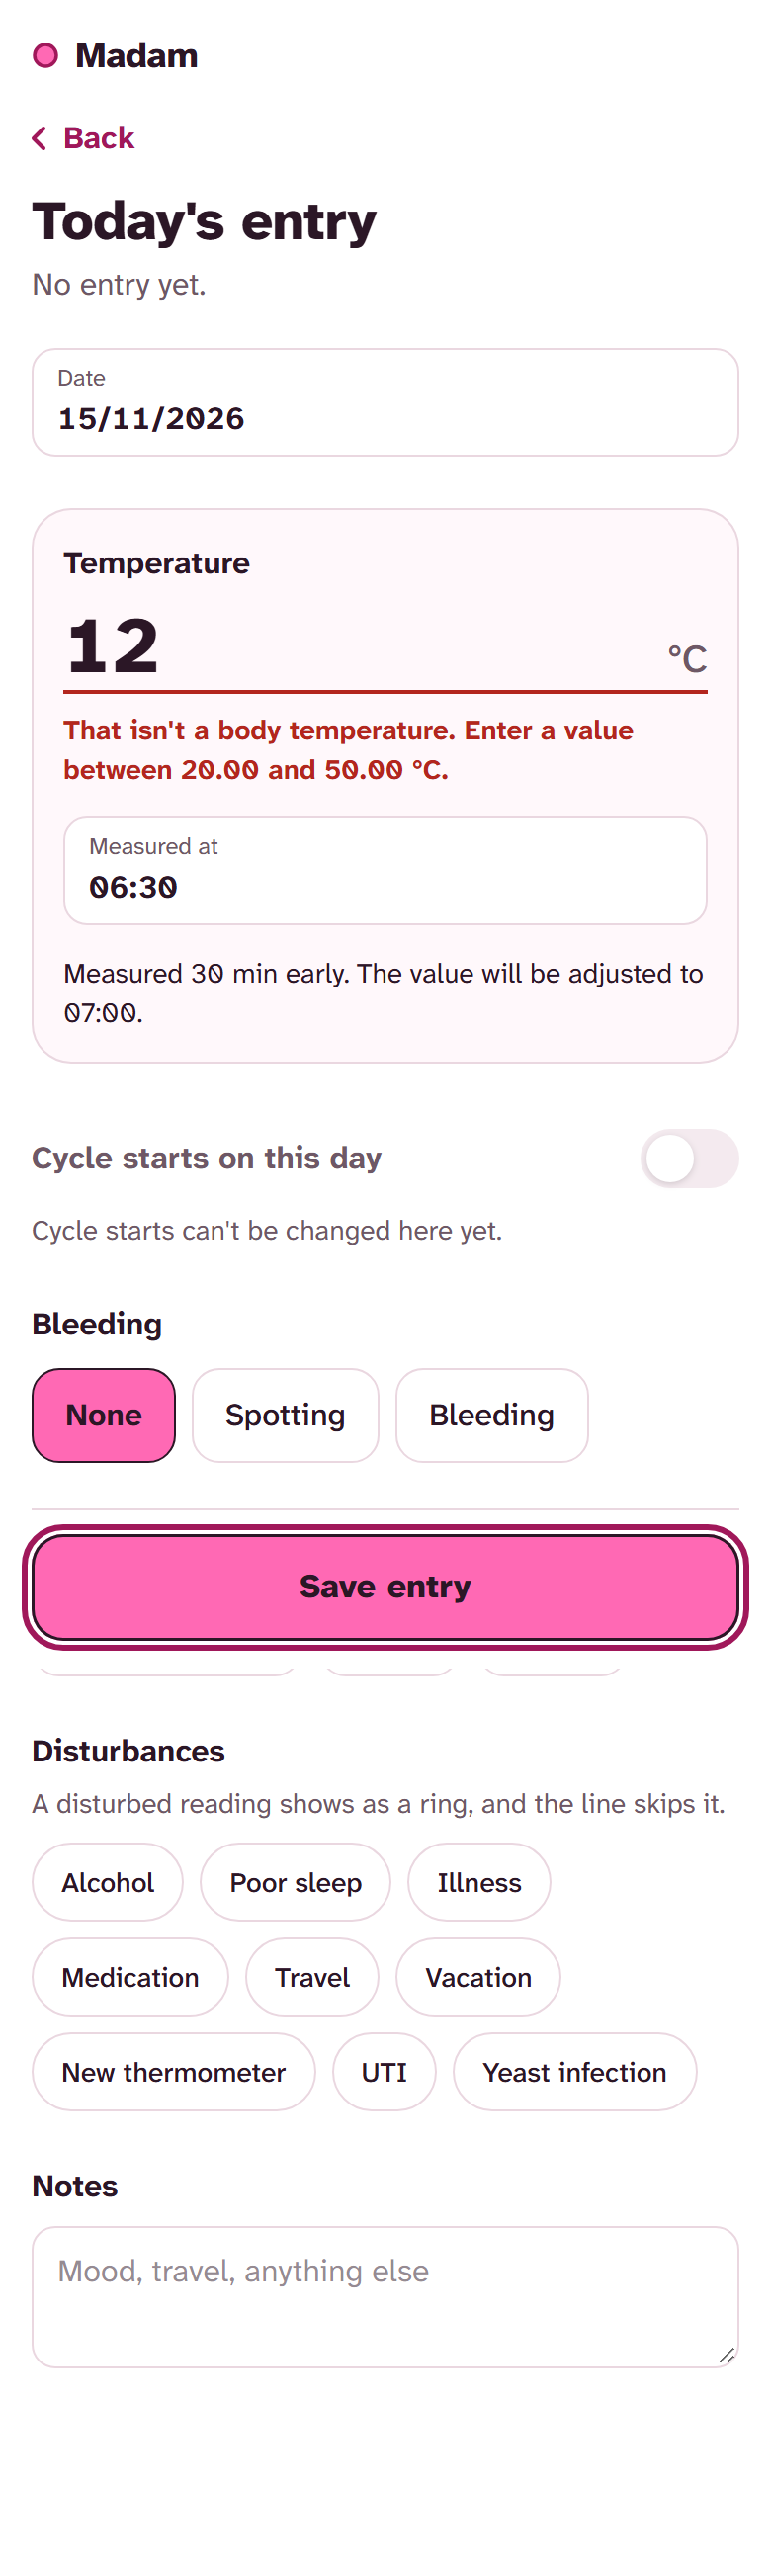 Madam
Back
Today's entry
No entry yet.
Date
15/11/2026
Temperature
12 °C
That isn't a body temperature. Enter a value
between 20.00 and 50.00 °C.
Measured at
06:30
Measured 30 min early. The value will be adjusted to
07:00.
Cycle starts on this day
Cycle starts can't be changed here yet.
Bleeding
None Spotting Bleeding
Save entry
Disturbances
A disturbed reading shows as a ring, and the line skips it.
Alcohol Poor sleep Illness
Medication Travel Vacation
New thermometer UTI Yeast infection
Notes
Mood, travel, anything else